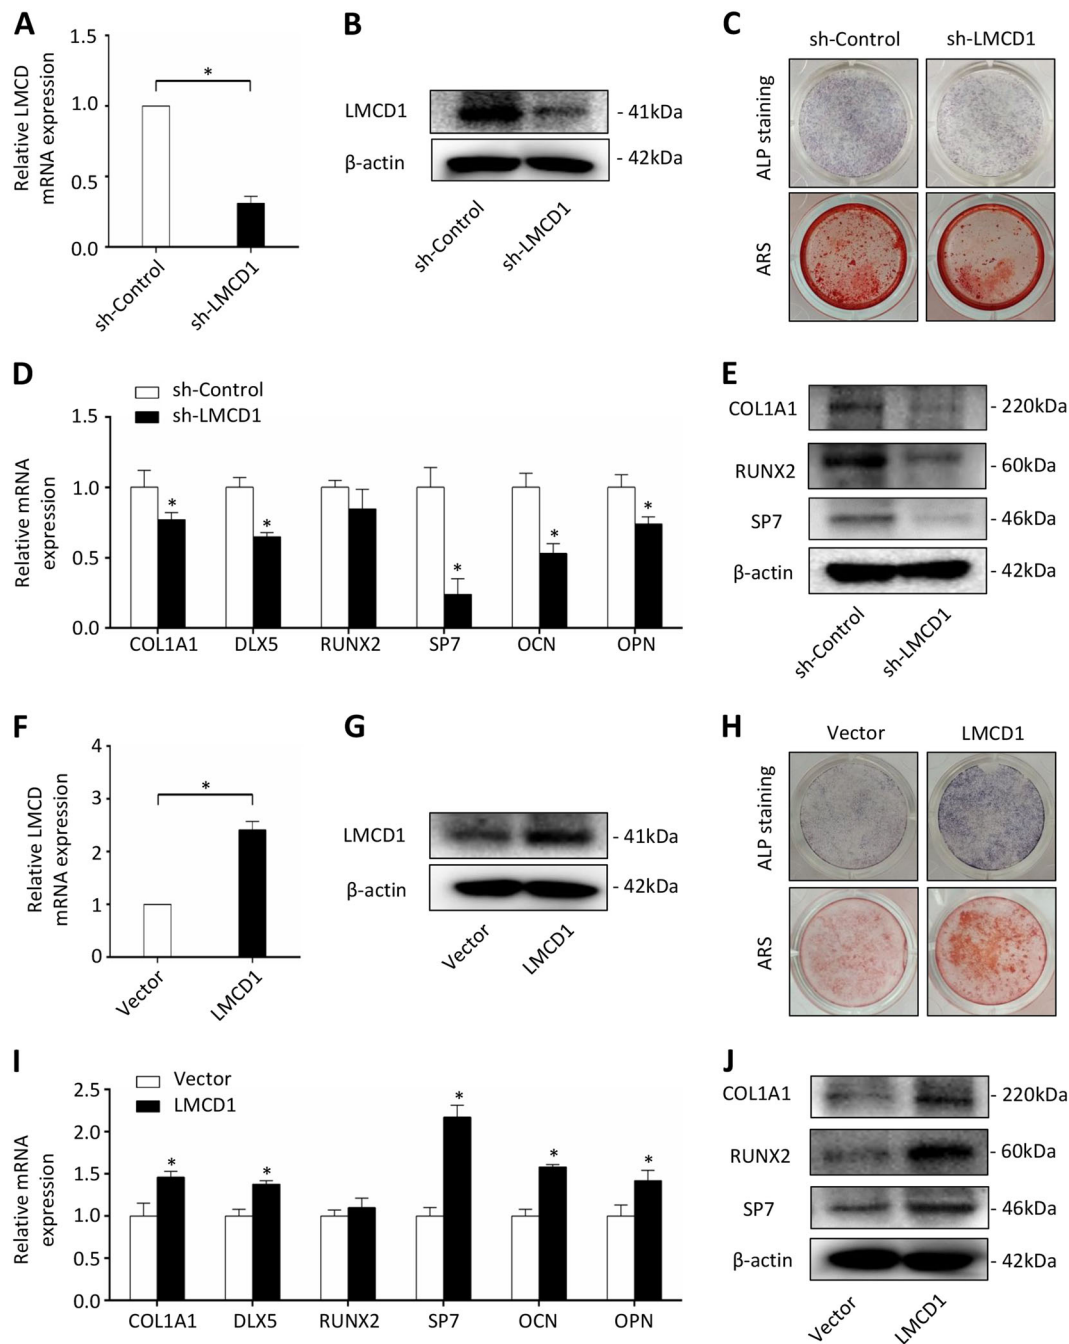 A
Relative LMCD
mRNA expression
1.5
1.0
0.5
0.0
*
sh-Control
sh-LMCD1
B
LMCD1
- 41kDa
β-actin
- 42kDa
sh-Control
sh-LMCD1
C
sh-Control
sh-LMCD1
ALP staining
ARS
D
sh-Control
sh-LMCD1
Relative mRNA
expression
1.5
1.0
0.5
0.0
*
*
*
*
*
COL1A1
DLX5
RUNX2
SP7
OCN
OPN
E
COL1A1
- 220kDa
RUNX2
- 60kDa
SP7
- 46kDa
β-actin
- 42kDa
sh-Control
sh-LMCD1
F
Relative LMCD
mRNA expression
4
3
2
1
0
*
Vector
LMCD1
G
LMCD1
- 41kDa
β-actin
- 42kDa
Vector
LMCD1
H
Vector
LMCD1
ALP staining
ARS
I
Vector
LMCD1
Relative mRNA
expression
2.5
2.0
1.5
1.0
0.5
0.0
*
*
*
*
*
COL1A1
DLX5
RUNX2
SP7
OCN
OPN
J
COL1A1
- 220kDa
RUNX2
- 60kDa
SP7
- 46kDa
β-actin
- 42kDa
Vector
LMCD1